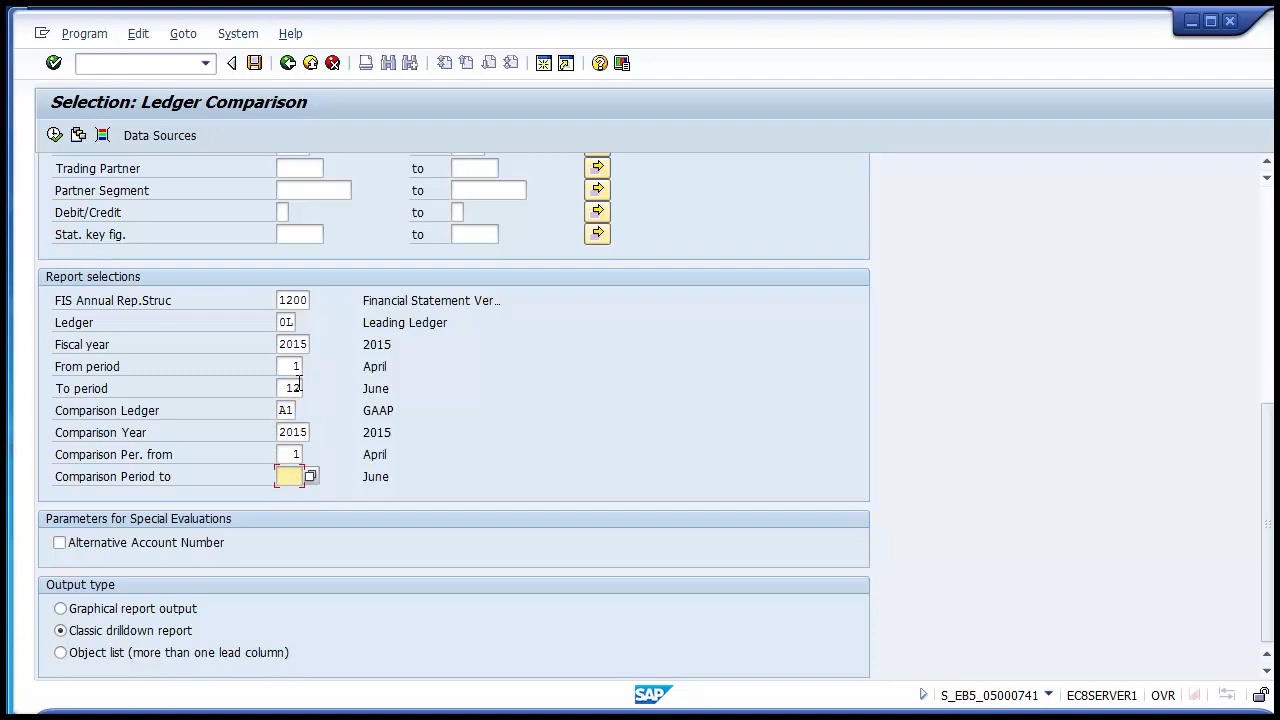 Program Edit Goto System Help
Selection: Ledger Comparison
Data Sources
Trading Partner to
Partner Segment to
Debit/Credit to
Stat. key fig. to
Report selections
FIS Annual Rep.Struc 1200 Financial Statement Ver...
Ledger 0L Leading Ledger
Fiscal year 2015 2015
From period 1 April
To period 12 June
Comparison Ledger A1 GAAP
Comparison Year 2015 2015
Comparison Per. from 1 April
Comparison Period to June
Parameters for Special Evaluations
Alternative Account Number
Output type
Graphical report output
Classic drilldown report
Object list (more than one lead column)
SAP S_EB5_05000741 ECCSERVER1 OVR